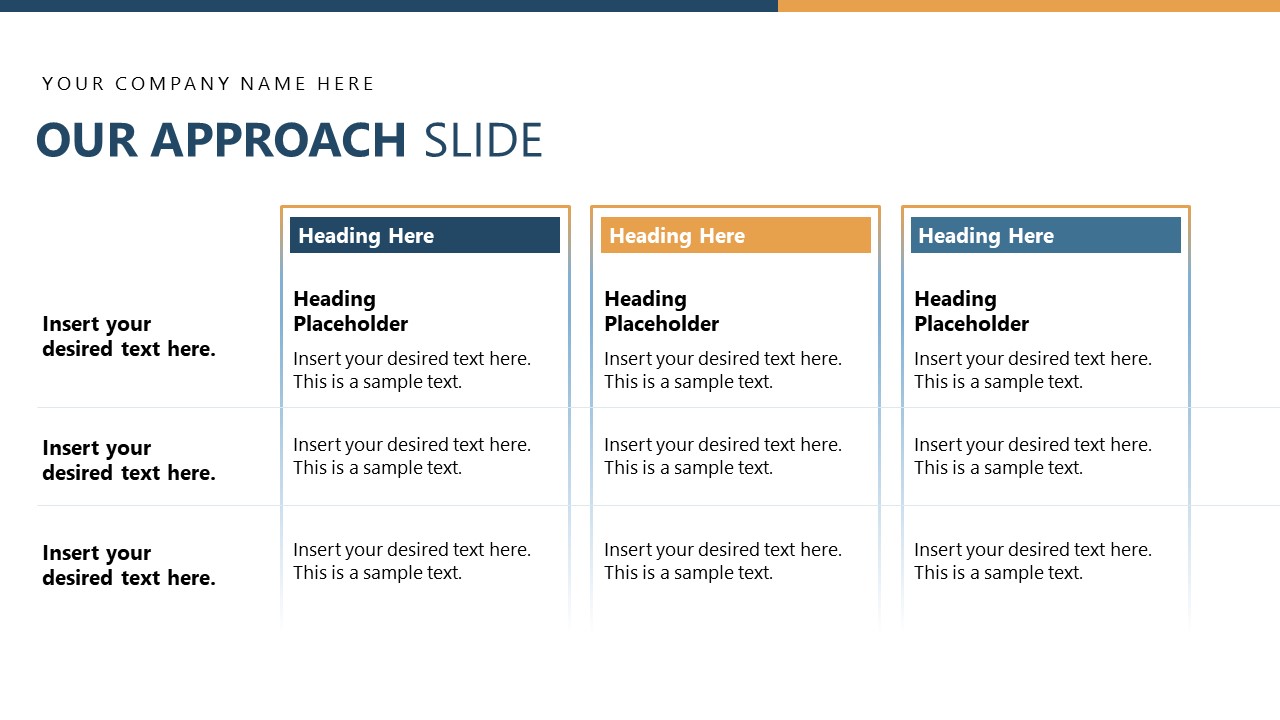 YOUR COMPANY NAME HERE
OUR APPROACH SLIDE
Heading Here
Heading Here
Heading Here
Insert your
desired text here.
Heading
Placeholder
Insert your desired text here.
This is a sample text.
Heading
Placeholder
Insert your desired text here.
This is a sample text.
Heading
Placeholder
Insert your desired text here.
This is a sample text.
Insert your
desired text here.
Insert your desired text here.
This is a sample text.
Insert your desired text here.
This is a sample text.
Insert your desired text here.
This is a sample text.
Insert your
desired text here.
Insert your desired text here.
This is a sample text.
Insert your desired text here.
This is a sample text.
Insert your desired text here.
This is a sample text.